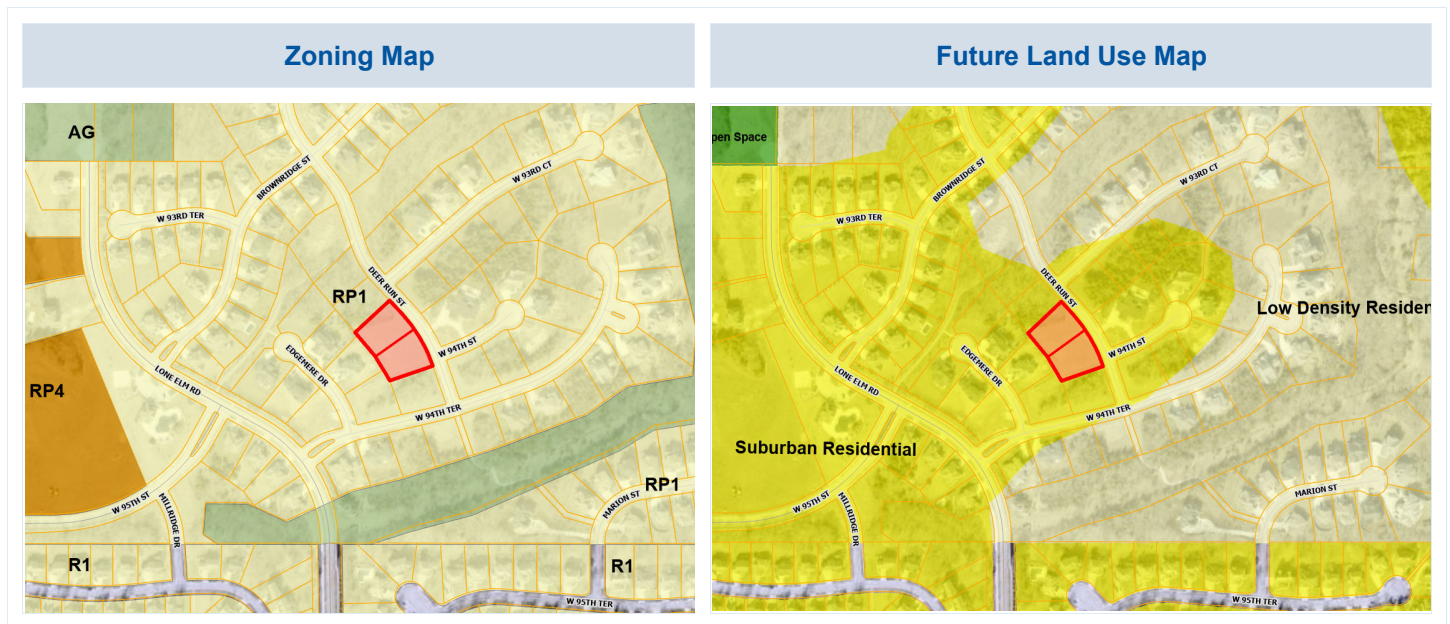 Zoning Map
Future Land Use Map
AG
BROWNRIDGE ST
W 93RD CT
W 93RD TER
DEER RUN ST
RP1
W 94TH ST
EDGEMERE DR
LONE ELM RD
RP4
W 94TH TER
W 95TH ST
MILLRIDGE DR
MARION ST
RP1
R1
R1
W 95TH TER
pen Space
BROWNRIDGE ST
W 93RD CT
W 93RD TER
DEER RUN ST
Low Density Residen
W 94TH ST
EDGEMERE DR
LONE ELM RD
W 94TH TER
Suburban Residential
W 95TH ST
MILLRIDGE DR
MARION ST
W 95TH TER